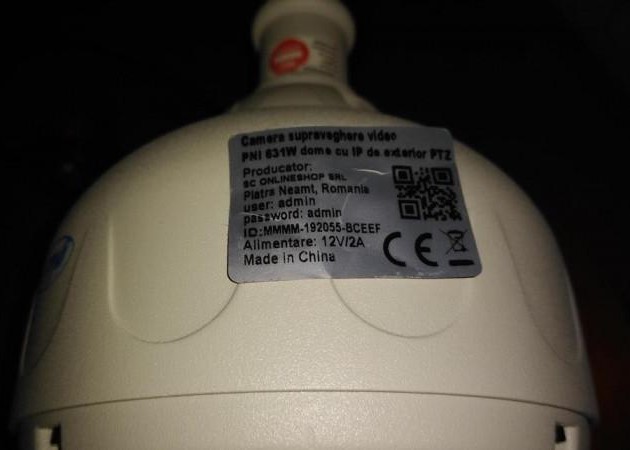 Camera supraveghere video
PNI 631W dome cu IP de exterior PTZ
Producator:
SC ONLINESHOP SRL
Piatra Neamt, Romania
user: admin
password: admin
ID:MMMM-192055-BCEEF
Alimentare: 12V/2A
Made in China
CE